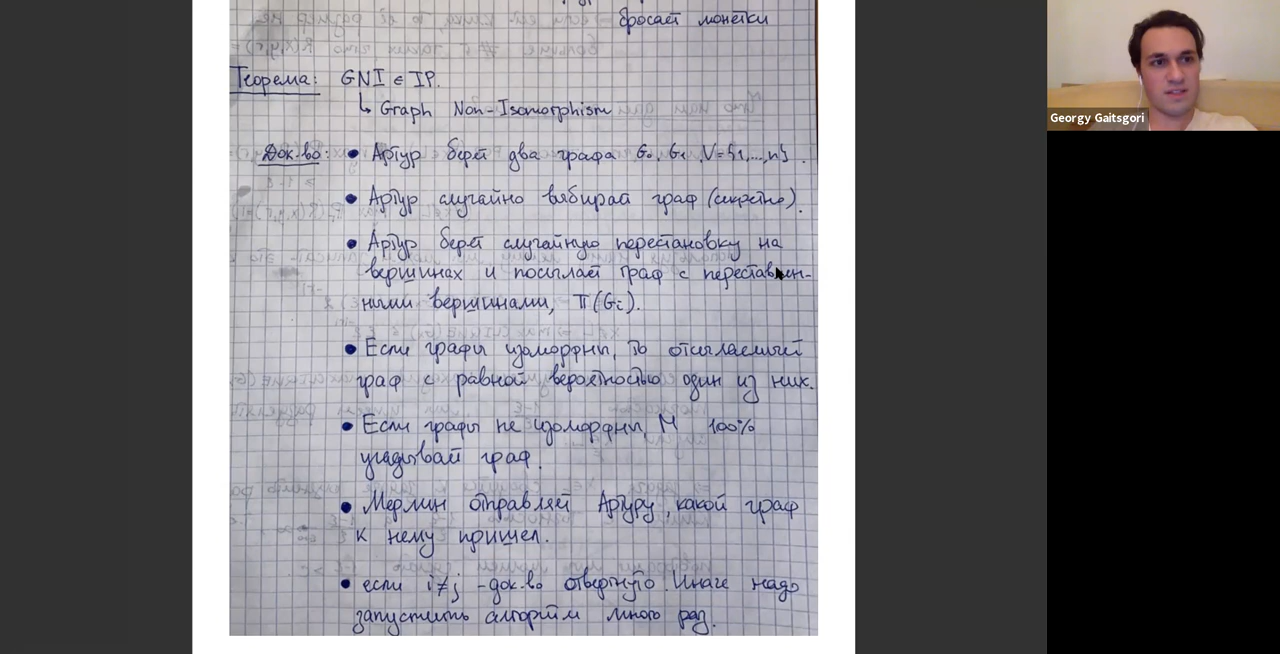 бросает монетки
Теорема: GNI ∈ IP.
↳ Graph Non-Isomorphism
Док-во: • Артур берёт два графа G₀, G₁, V={1,...,n}.
• Артур случайно выбирает граф (секретно).
• Артур берёт случайную перестановку на
вершинах и посылает граф с переставлен-
ными вершинами, π(Gᵢ).
• Если графы изоморфны, то отсылаемый
граф с равной вероятностью один из них.
• Если графы не изоморфны, М 100%
угадывает граф.
• Мерлин отправляет Артуру, какой граф
к нему пришел.
• если i≠j - док-во отвергнуто. Иначе надо
запустить алгоритм много раз.
Georgy Gaitsgori